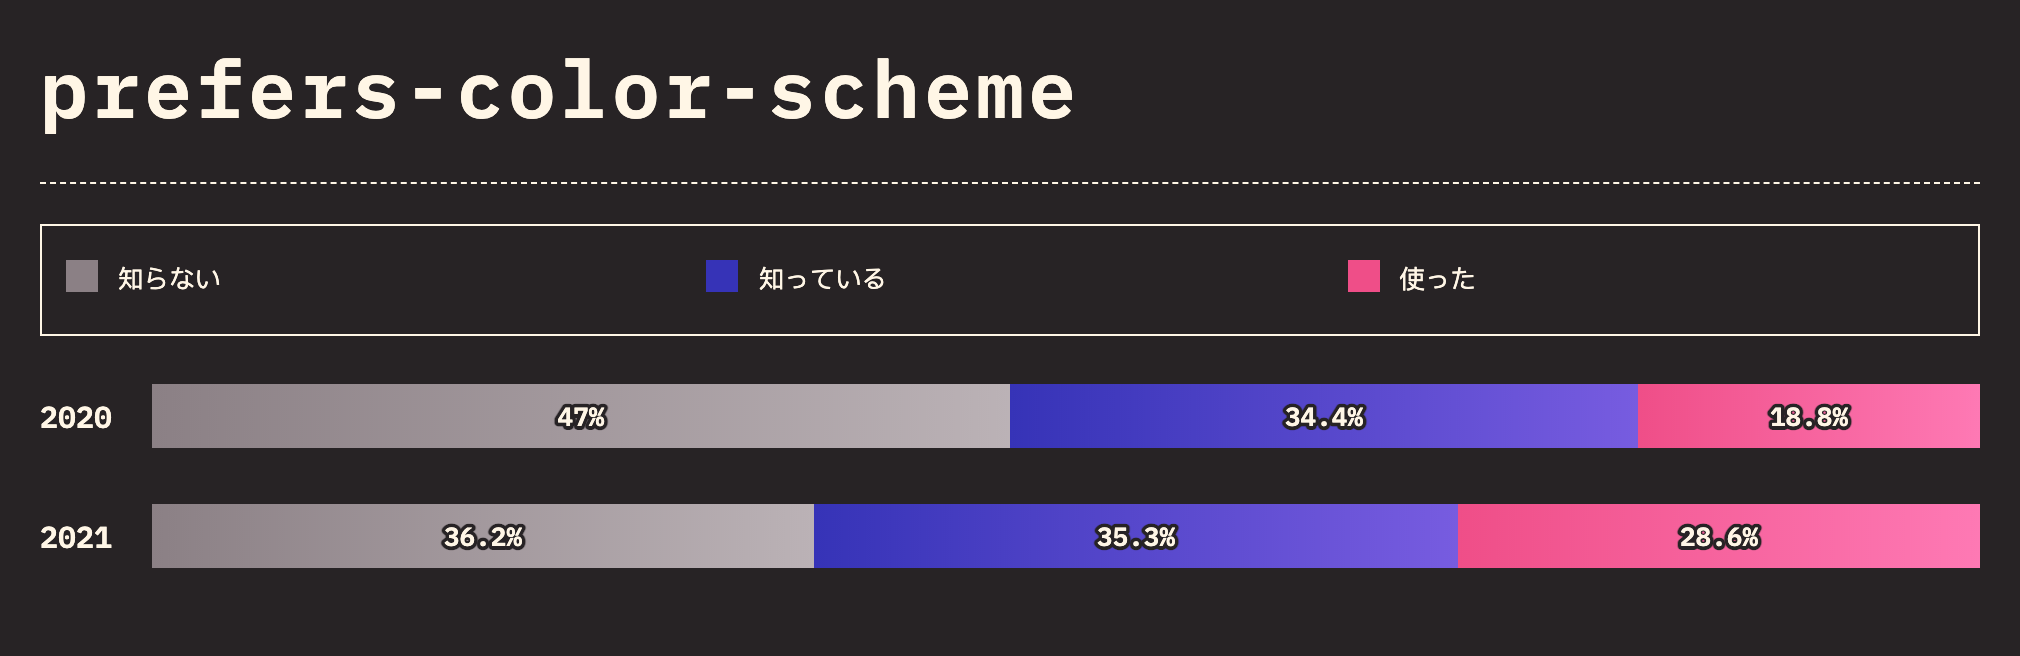 prefers-color-scheme
知らない 知っている 使った
2020 47% 34.4% 18.8%
2021 36.2% 35.3% 28.6%